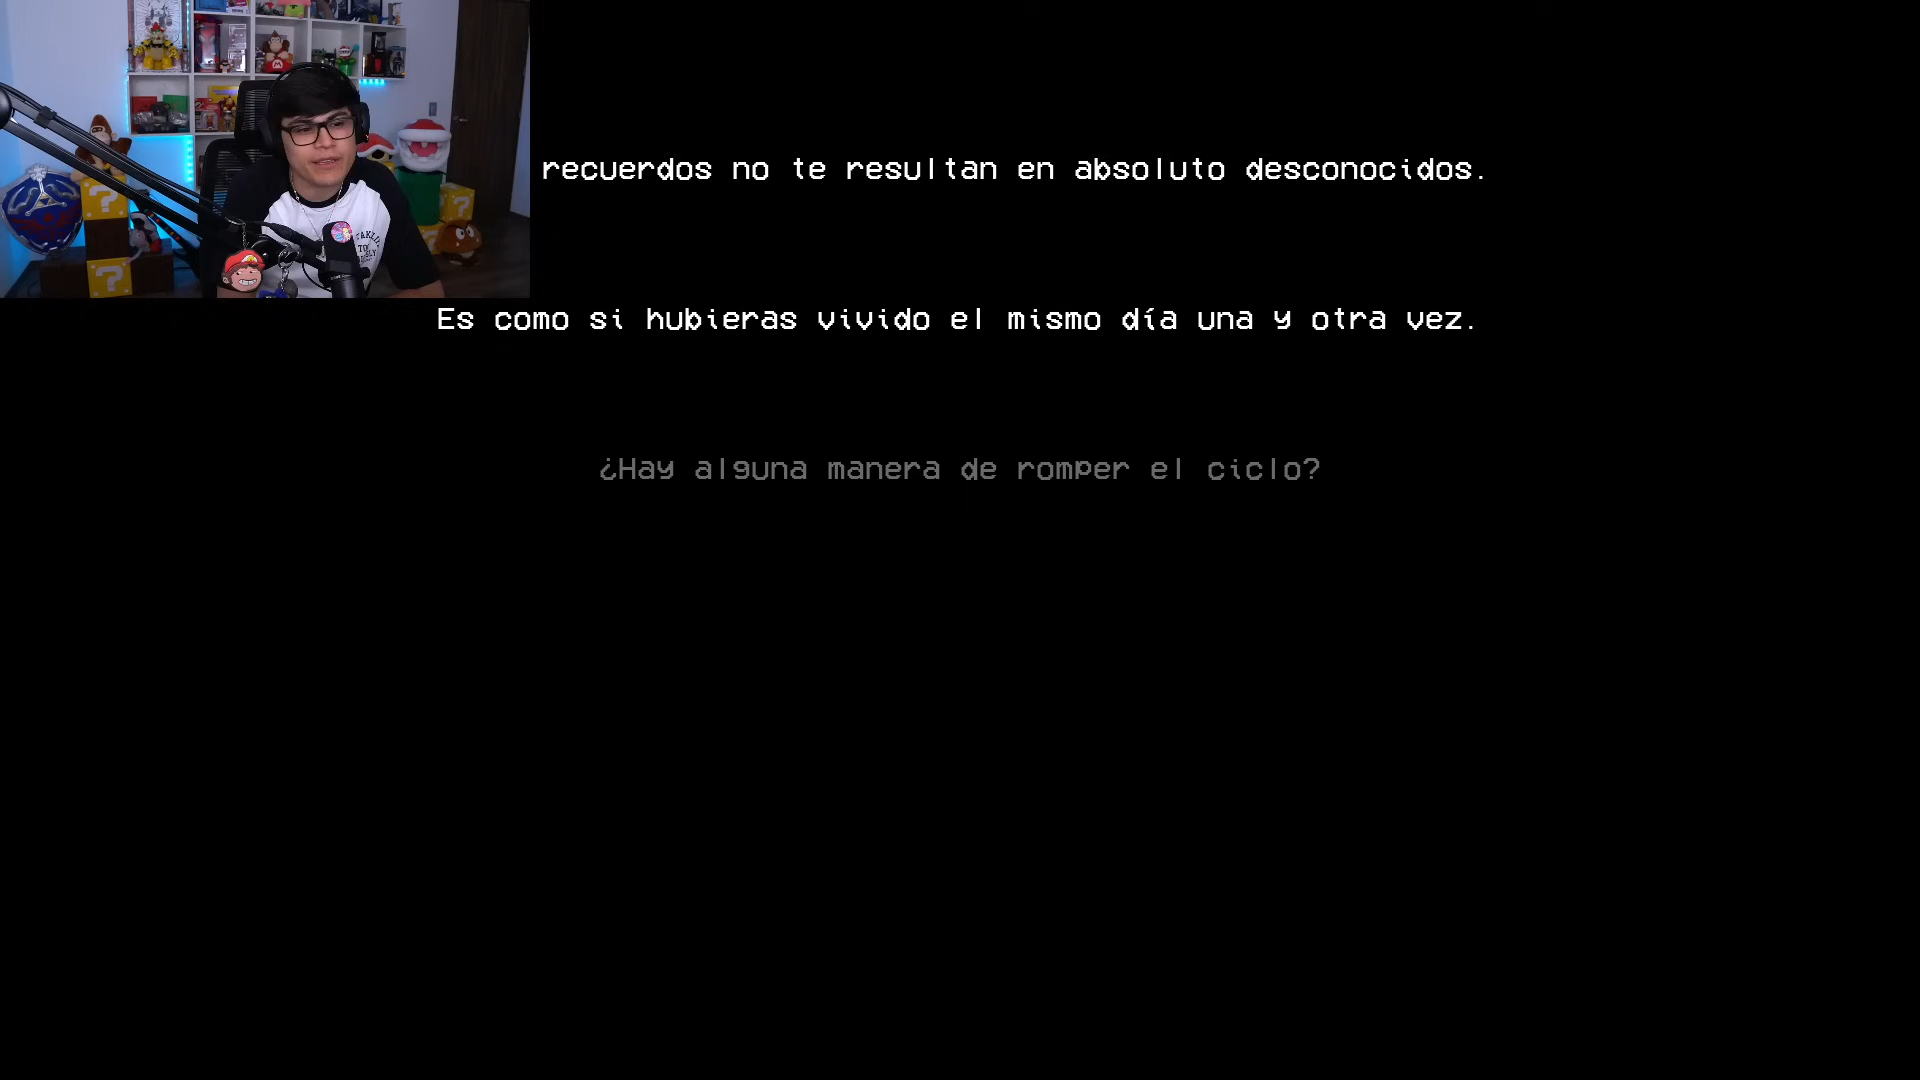 recuerdos no te resultan en absoluto desconocidos.
Es como si hubieras vivido el mismo día una y otra vez.
¿Hay alguna manera de romper el ciclo?